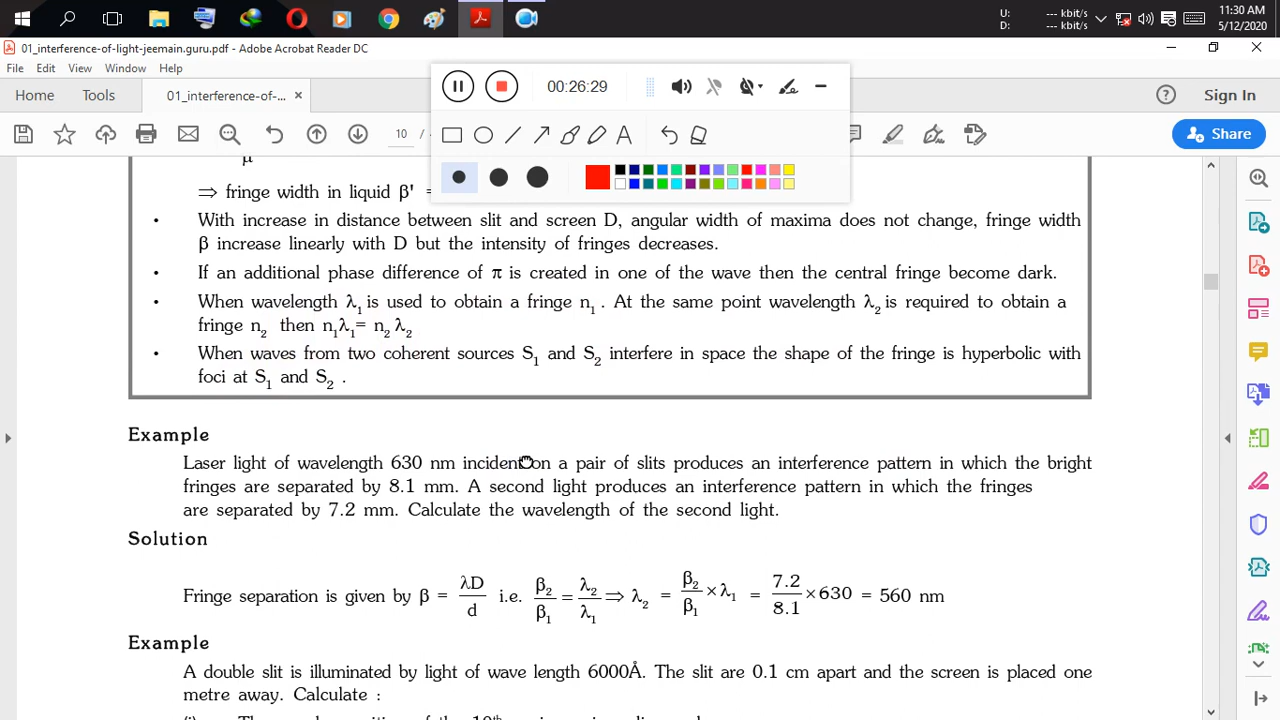 11:30 AM
U: --- kbit/s
D: --- kbit/s
5/12/2020
01_interference-of-light-jeemain.guru.pdf - Adobe Acrobat Reader DC
File Edit View Window Help
00:26:29
Home Tools 01_interference-of-... × Sign In
10 / A Share
μ
⇒ fringe width in liquid β' =
• With increase in distance between slit and screen D, angular width of maxima does not change, fringe width
β increase linearly with D but the intensity of fringes decreases.
• If an additional phase difference of π is created in one of the wave then the central fringe become dark.
• When wavelength λ₁ is used to obtain a fringe n₁ . At the same point wavelength λ₂ is required to obtain a
fringe n₂ then n₁λ₁= n₂ λ₂
• When waves from two coherent sources S₁ and S₂ interfere in space the shape of the fringe is hyperbolic with
foci at S₁ and S₂ .
Example
Laser light of wavelength 630 nm incident on a pair of slits produces an interference pattern in which the bright
fringes are separated by 8.1 mm. A second light produces an interference pattern in which the fringes
are separated by 7.2 mm. Calculate the wavelength of the second light.
Solution
Fringe separation is given by β = λD/d i.e. β₂/β₁ = λ₂/λ₁ ⇒ λ₂ = β₂/β₁ × λ₁ = 7.2/8.1 × 630 = 560 nm
Example
A double slit is illuminated by light of wave length 6000Å. The slit are 0.1 cm apart and the screen is placed one
metre away. Calculate :